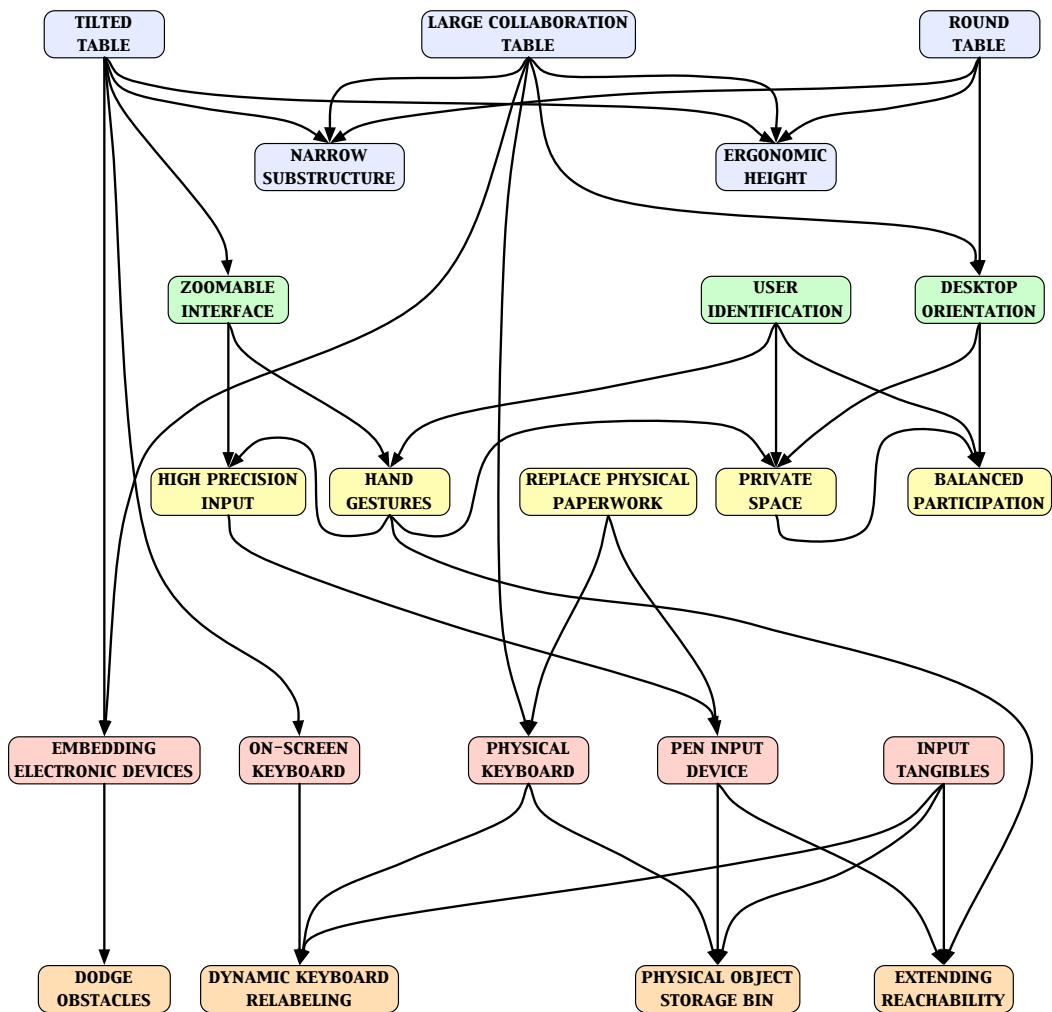 TILTED
TABLE
LARGE COLLABORATION
TABLE
ROUND
TABLE
NARROW
SUBSTRUCTURE
ERGONOMIC
HEIGHT
ZOOMABLE
INTERFACE
USER
IDENTIFICATION
DESKTOP
ORIENTATION
HIGH PRECISION
INPUT
HAND
GESTURES
REPLACE PHYSICAL
PAPERWORK
PRIVATE
SPACE
BALANCED
PARTICIPATION
EMBEDDING
ELECTRONIC DEVICES
ON-SCREEN
KEYBOARD
PHYSICAL
KEYBOARD
PEN INPUT
DEVICE
INPUT
TANGIBLES
DODGE
OBSTACLES
DYNAMIC KEYBOARD
RELABELING
PHYSICAL OBJECT
STORAGE BIN
EXTENDING
REACHABILITY